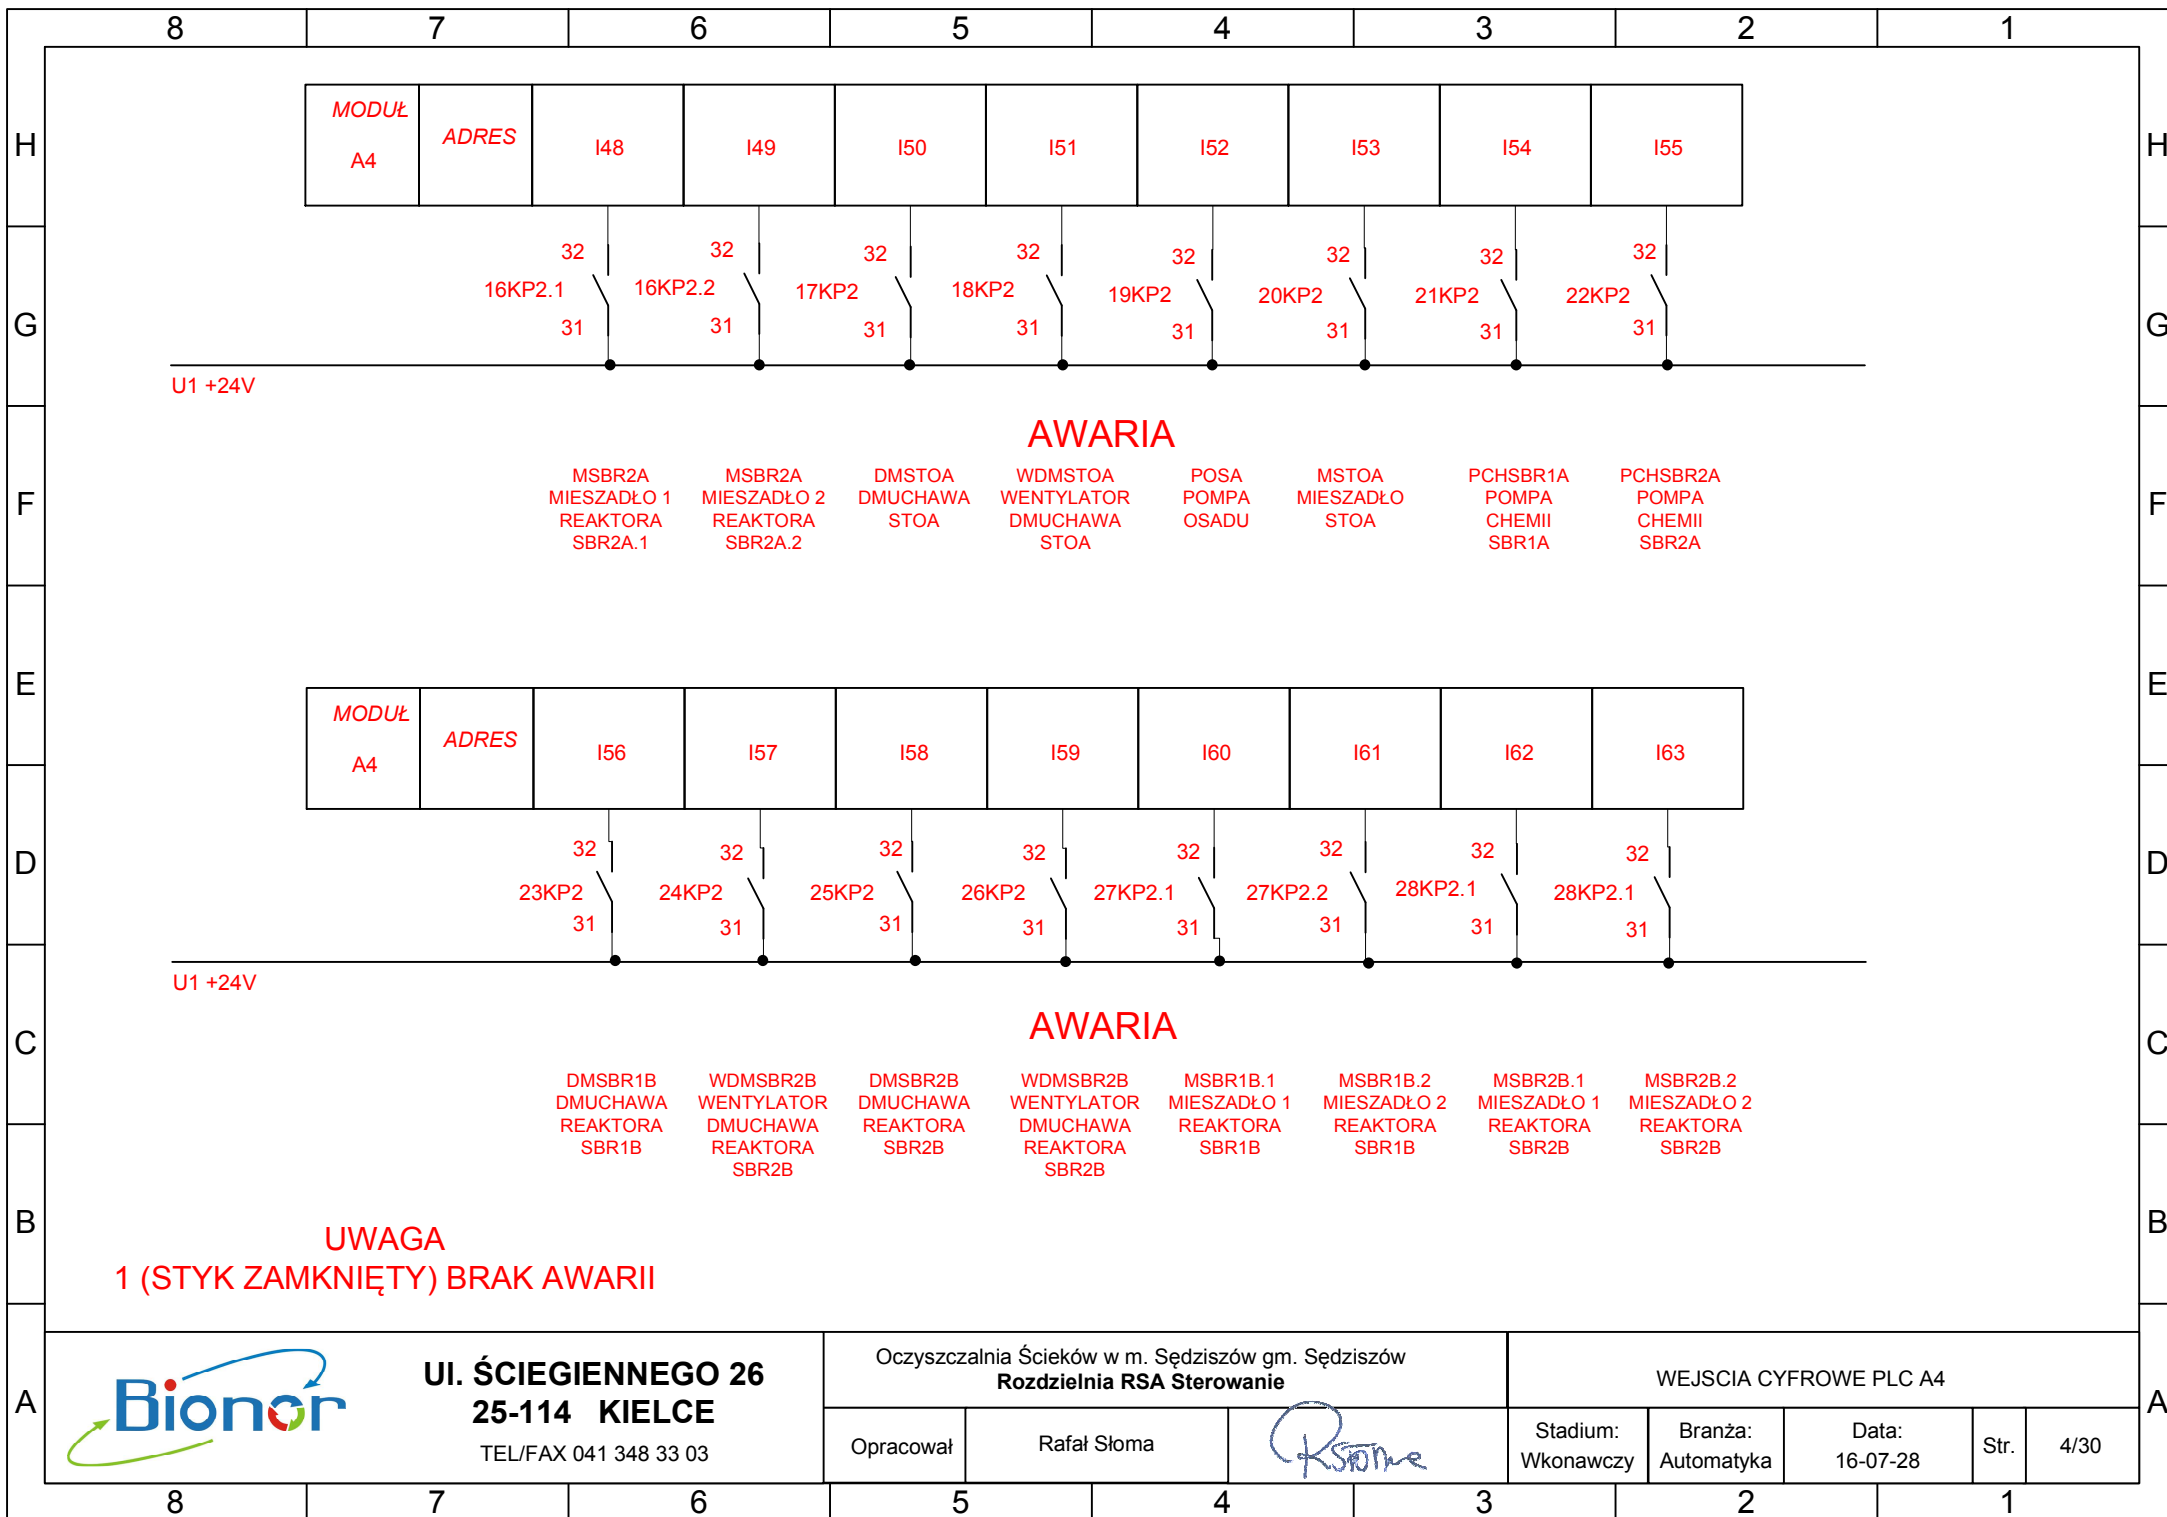 8 7 6 5 4 3 2 1
H H
MODUŁ
A4
ADRES
I48 I49 I50 I51 I52 I53 I54 I55
G G
32 32 32 32 32 32 32 32
16KP2.1 16KP2.2 17KP2 18KP2 19KP2 20KP2 21KP2 22KP2
31 31 31 31 31 31 31 31
U1 +24V
AWARIA
F F
MSBR2A
MIESZADŁO 1
REAKTORA
SBR2A.1
MSBR2A
MIESZADŁO 2
REAKTORA
SBR2A.2
DMSTOA
DMUCHAWA
STOA
WDMSTOA
WENTYLATOR
DMUCHAWA
STOA
POSA
POMPA
OSADU
MSTOA
MIESZADŁO
STOA
PCHSBR1A
POMPA
CHEMII
SBR1A
PCHSBR2A
POMPA
CHEMII
SBR2A
E E
MODUŁ
A4
ADRES
I56 I57 I58 I59 I60 I61 I62 I63
D D
32 32 32 32 32 32 32 32
23KP2 24KP2 25KP2 26KP2 27KP2.1 27KP2.2 28KP2.1 28KP2.1
31 31 31 31 31 31 31 31
U1 +24V
AWARIA
C C
DMSBR1B
DMUCHAWA
REAKTORA
SBR1B
WDMSBR2B
WENTYLATOR
DMUCHAWA
REAKTORA
SBR2B
DMSBR2B
DMUCHAWA
REAKTORA
SBR2B
WDMSBR2B
WENTYLATOR
DMUCHAWA
REAKTORA
SBR2B
MSBR1B.1
MIESZADŁO 1
REAKTORA
SBR1B
MSBR1B.2
MIESZADŁO 2
REAKTORA
SBR1B
MSBR2B.1
MIESZADŁO 1
REAKTORA
SBR2B
MSBR2B.2
MIESZADŁO 2
REAKTORA
SBR2B
B B
UWAGA
1 (STYK ZAMKNIĘTY) BRAK AWARII
A A
Bionor
Ul. ŚCIEGIENNEGO 26
25-114 KIELCE
TEL/FAX 041 348 33 03
Oczyszczalnia Ścieków w m. Sędziszów gm. Sędziszów
Rozdzielnia RSA Sterowanie
Opracował
Rafał Słoma
RSłoma
WEJSCIA CYFROWE PLC A4
Stadium:
Wkonawczy
Branża:
Automatyka
Data:
16-07-28
Str.
4/30
8 7 6 5 4 3 2 1